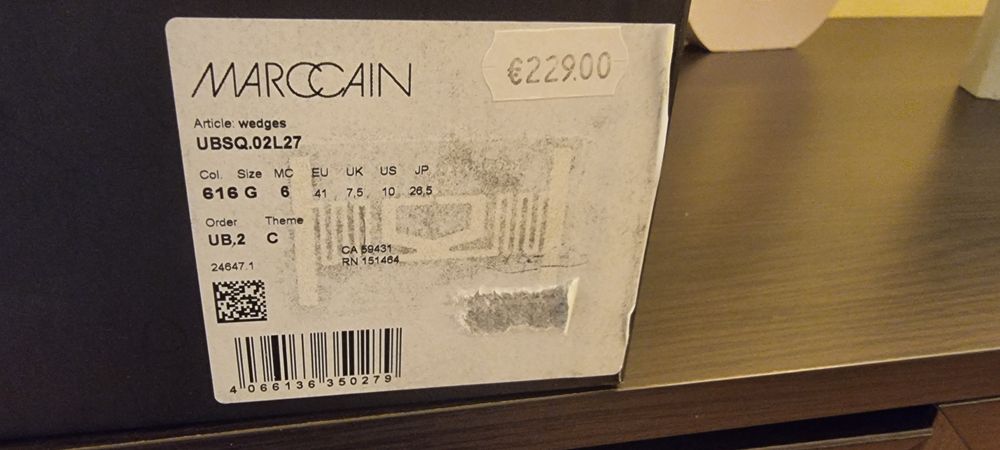 MARCCAIN
€229.00
Article: wedges
UBSQ.02L27
Col. Size MC EU UK US JP
616 G 6 41 7,5 10 26,5
Order Theme
UB,2 C
CA 59431
RN 151464
24647.1
4 066136 350279